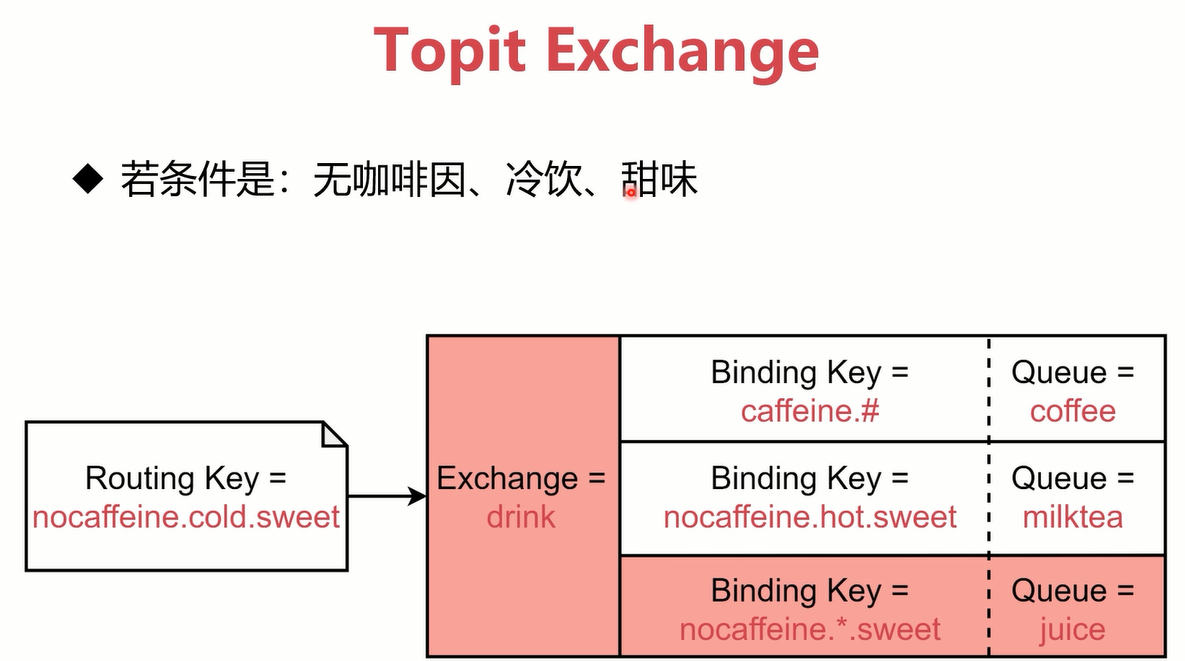 Topit Exchange
◆ 若条件是：无咖啡因、冷饮、甜味
Routing Key =
nocaffeine.cold.sweet
Exchange =
drink
Binding Key =
caffeine.#
Queue =
coffee
Binding Key =
nocaffeine.hot.sweet
Queue =
milktea
Binding Key =
nocaffeine.*.sweet
Queue =
juice